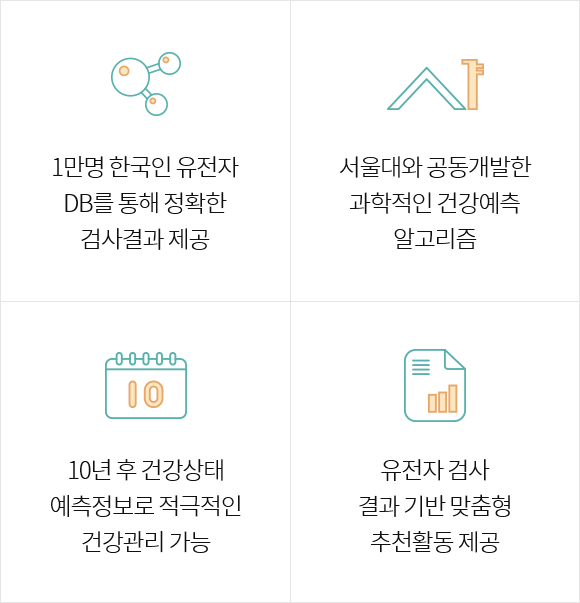 1만명 한국인 유전자
DB를 통해 정확한
검사결과 제공
서울대와 공동개발한
과학적인 건강예측
알고리즘
10
10년 후 건강상태
예측정보로 적극적인
건강관리 가능
유전자 검사
결과 기반 맞춤형
추천활동 제공